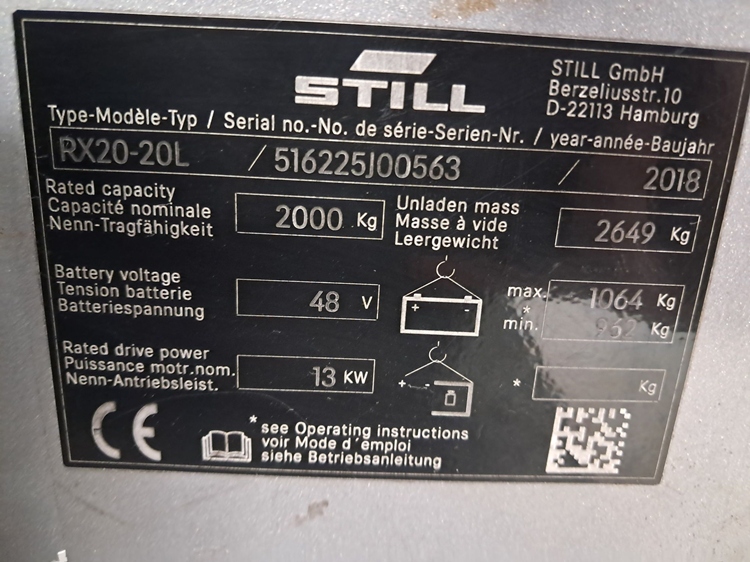 STILL
STILL GmbH
Berzeliusstr.10
D-22113 Hamburg
Type-Modèle-Typ / Serial no.-No. de série-Serien-Nr. / year-année-Baujahr
RX20-20L / 516225J00563 / 2018
Rated capacity
Capacité nominale
Nenn-Tragfähigkeit
2000 Kg
Unladen mass
Masse à vide
Leergewicht
2649 Kg
Battery voltage
Tension batterie
Batteriespannung
48 V
+ -
max. 1064 Kg
*
min. 932 Kg
Rated drive power
Puissance motr.nom.
Nenn-Antriebsleist.
13 KW
+ -
* Kg
CE
* see Operating instructions
voir Mode d´emploi
siehe Betriebsanleitung